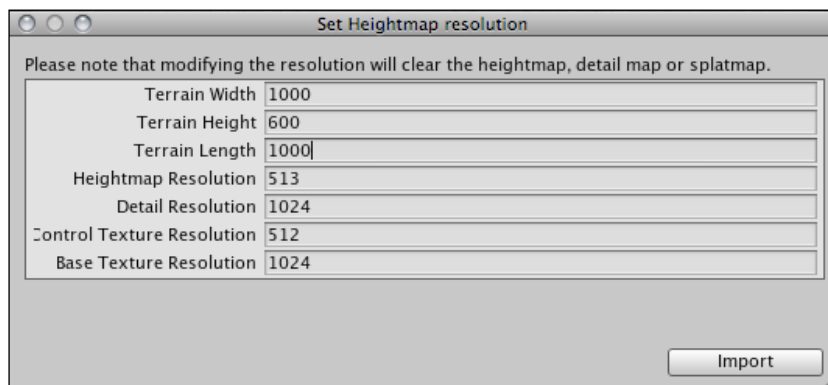 Set Heightmap resolution
Please note that modifying the resolution will clear the heightmap, detail map or splatmap.
Terrain Width 1000
Terrain Height 600
Terrain Length 1000
Heightmap Resolution 513
Detail Resolution 1024
Control Texture Resolution 512
Base Texture Resolution 1024
Import